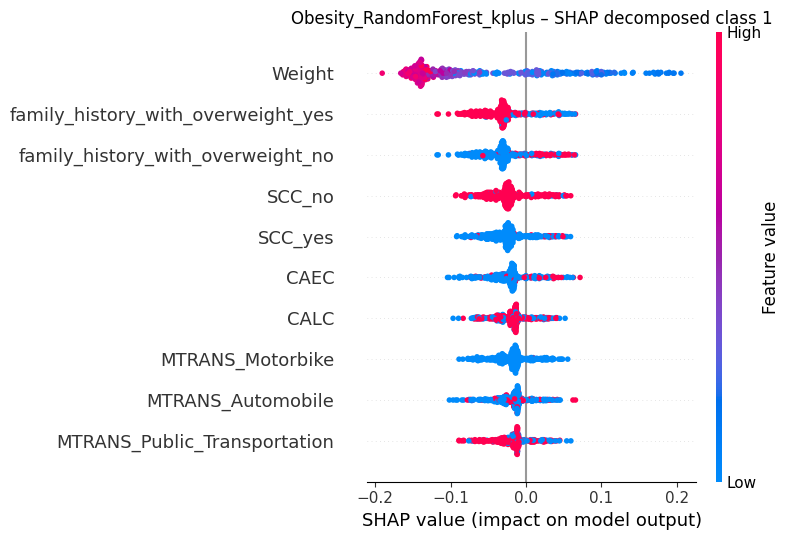 Obesity_RandomForest_kplus – SHAP decomposed class 1
High
Weight
family_history_with_overweight_yes
family_history_with_overweight_no
SCC_no
SCC_yes
CAEC
CALC
MTRANS_Motorbike
MTRANS_Automobile
MTRANS_Public_Transportation
Feature value
Low
−0.2 −0.1 0.0 0.1 0.2
SHAP value (impact on model output)